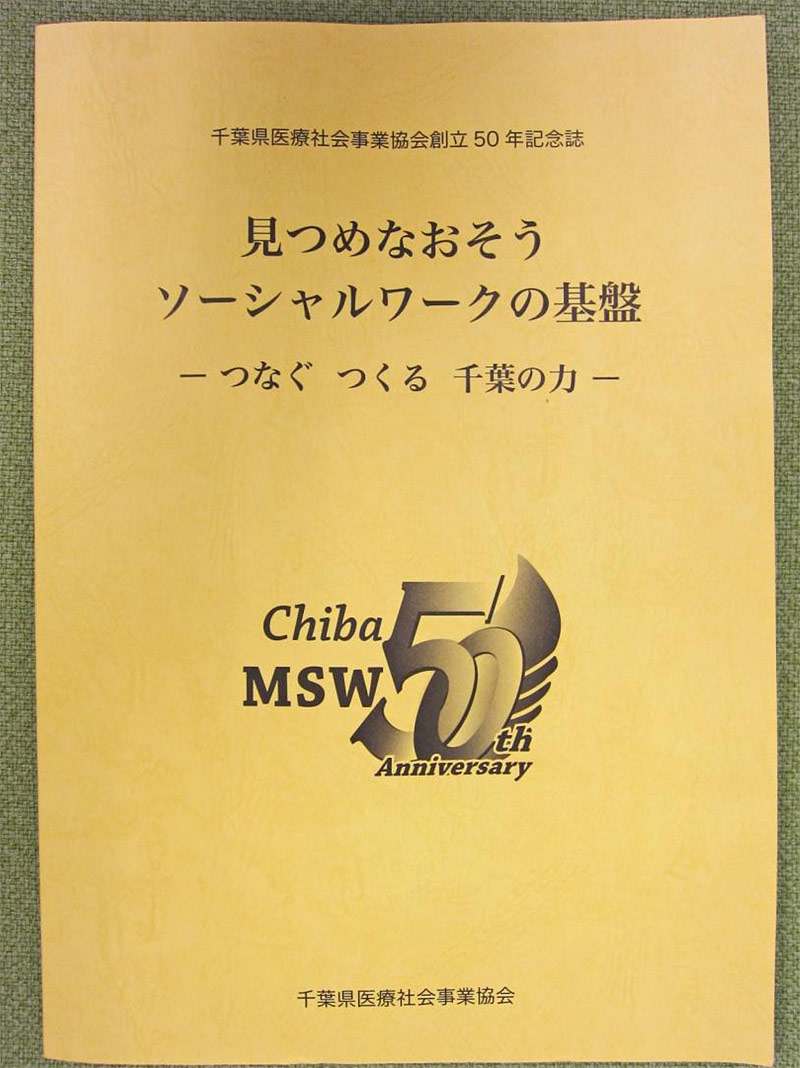 千葉県医療社会事業協会創立 50 年記念誌
見つめなおそう
ソーシャルワークの基盤
－ つなぐ つくる 千葉の力 －
Chiba
MSW
50th
Anniversary
千葉県医療社会事業協会